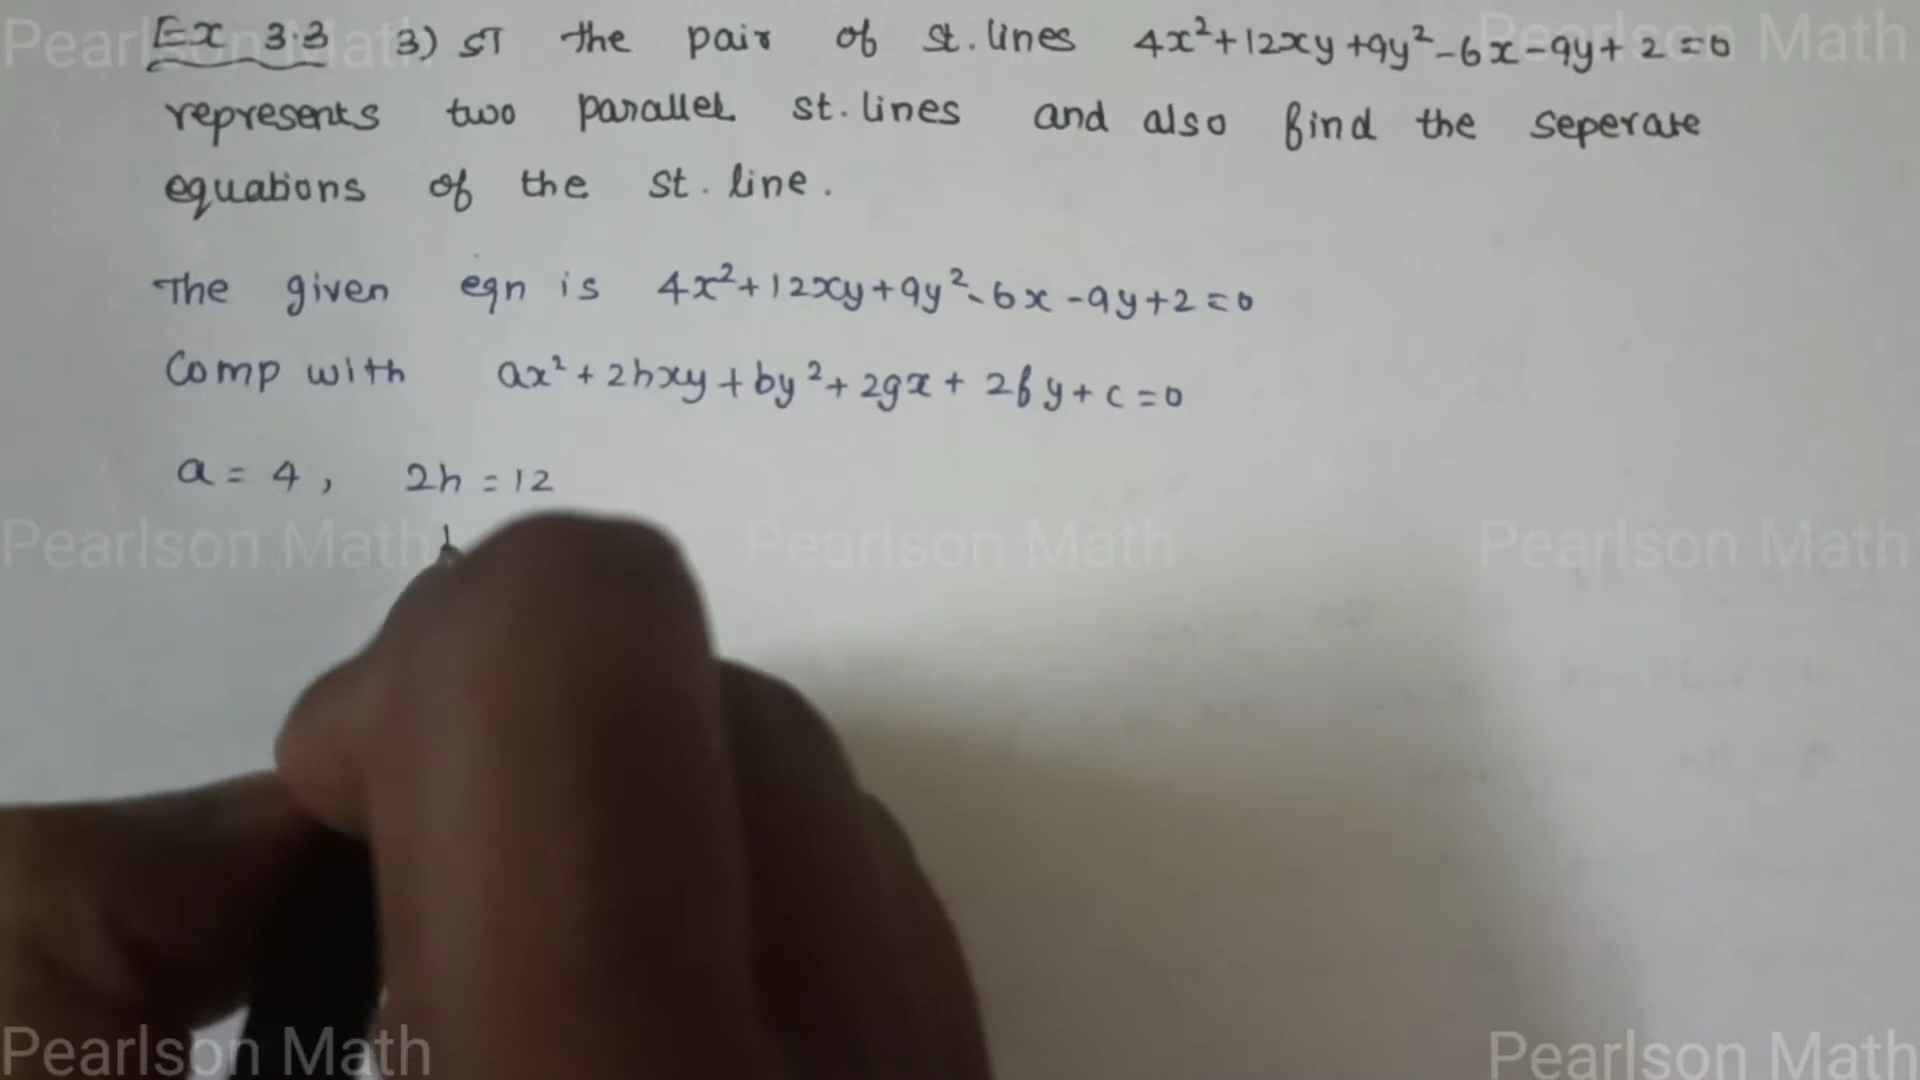 Pearlson Math Pearlson Math
Ex 3.3 3) ST the pair of st. lines 4x²+12xy+9y²-6x-9y+2=0
represents two parallel st. lines and also find the seperate
equations of the st. line.
The given eqn is 4x²+12xy+9y²-6x-9y+2=0
Comp with ax²+2hxy+by²+2gx+2fy+c=0
a=4, 2h=12
Pearlson Math Pearlson Math Pearlson Math
Pearlson Math Pearlson Math